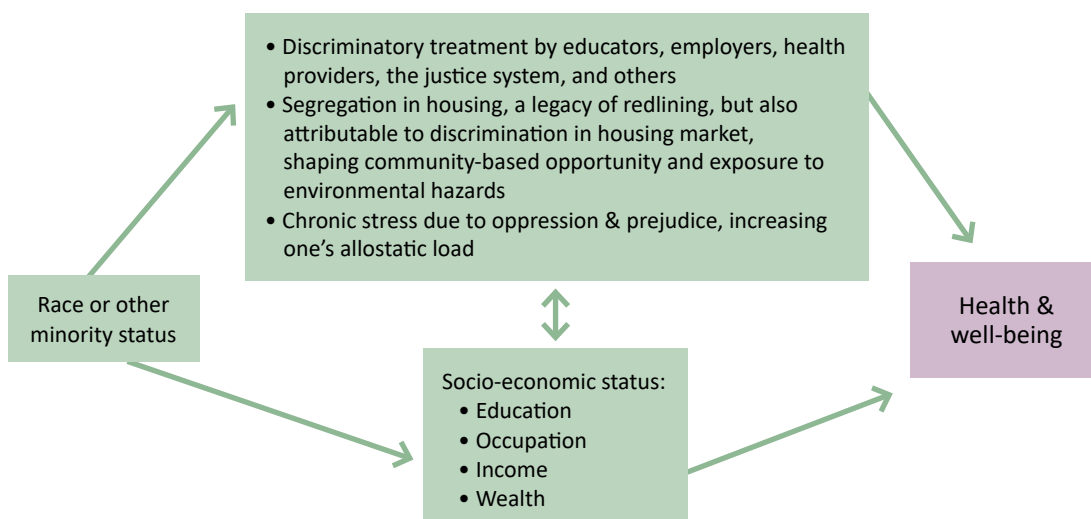 • Discriminatory treatment by educators, employers, health
providers, the justice system, and others
• Segregation in housing, a legacy of redlining, but also
attributable to discrimination in housing market,
shaping community-based opportunity and exposure to
environmental hazards
• Chronic stress due to oppression & prejudice, increasing
one’s allostatic load
Race or other
minority status
Health &
well-being
Socio-economic status:
• Education
• Occupation
• Income
• Wealth